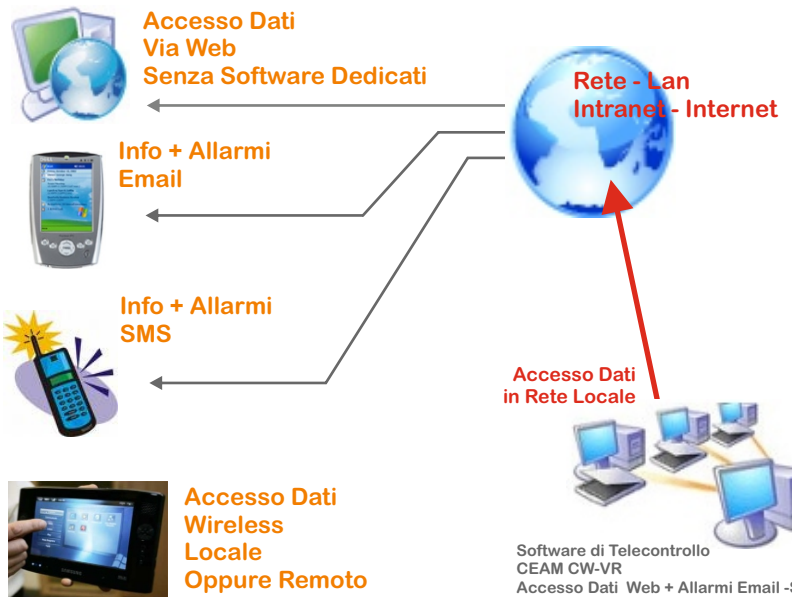 Accesso Dati
Via Web
Senza Software Dedicati
Rete - Lan
Intranet - Internet
Info + Allarmi
Email
Info + Allarmi
SMS
Accesso Dati
in Rete Locale
Accesso Dati
Wireless
Locale
Oppure Remoto
Software di Telecontrollo
CEAM CW-VR
Accesso Dati Web + Allarmi Email -S